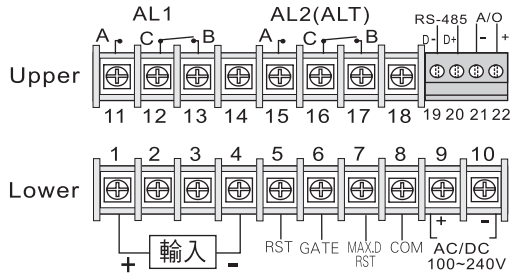 AL1 AL2(ALT)
A C B A C B
RS-485 A/O
D- D+ - +
Upper
11 12 13 14 15 16 17 18 19 20 21 22
1 2 3 4 5 6 7 8 9 10
Lower
+ 輸入 - RST GATE MAX.D RST COM + -
AC/DC
100~240V